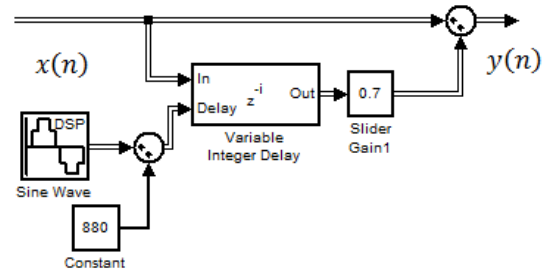 x(n)
y(n)
In
Delay
z
-i
Out
0.7
Slider
Gain1
Variable
Integer Delay
DSP
Sine Wave
880
Constant